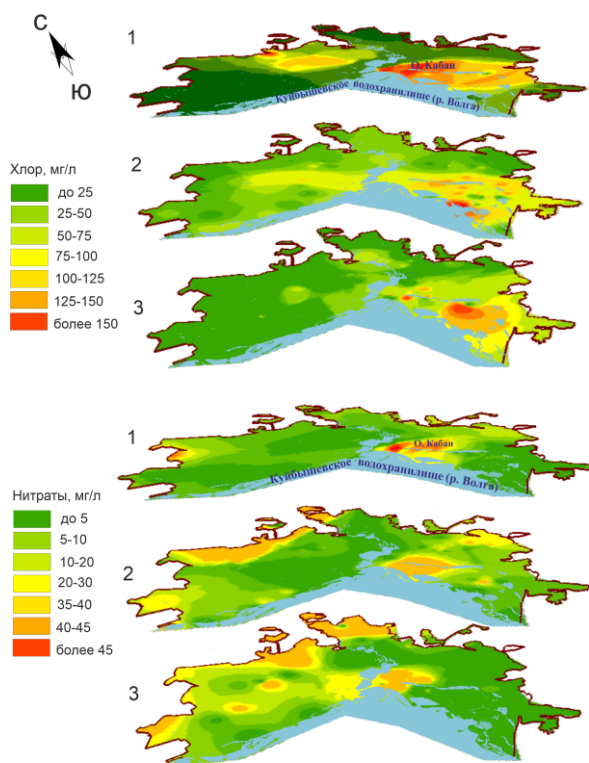 С
Ю
1
О. Кабан
Куйбышевское водохранилище (р. Волга)
2
3
Хлор, мг/л
до 25
25-50
50-75
75-100
100-125
125-150
более 150
1
О. Кабан
Куйбышевское водохранилище (р. Волга)
2
3
Нитраты, мг/л
до 5
5-10
10-20
20-30
35-40
40-45
более 45